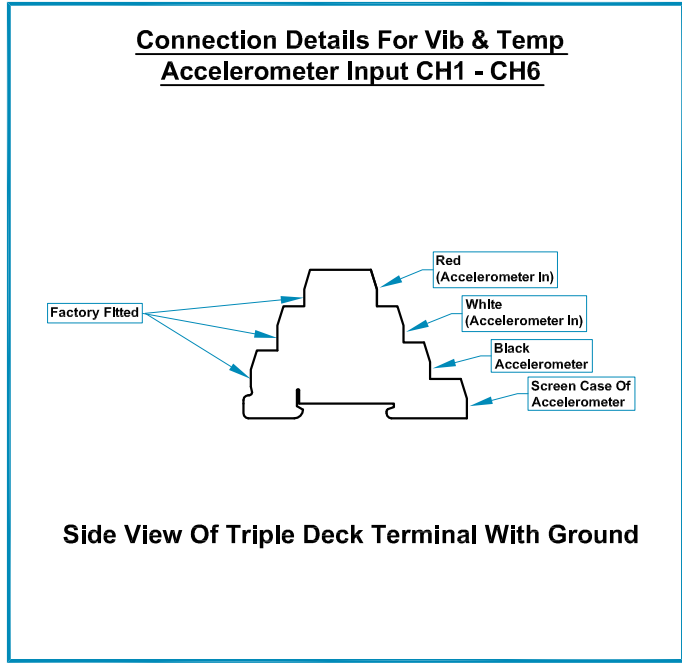 Connection Details For Vib & Temp
Accelerometer Input CH1 - CH6
Red
(Accelerometer In)
White
(Accelerometer In)
Factory Fitted
Black
Accelerometer
Screen Case Of
Accelerometer
Side View Of Triple Deck Terminal With Ground